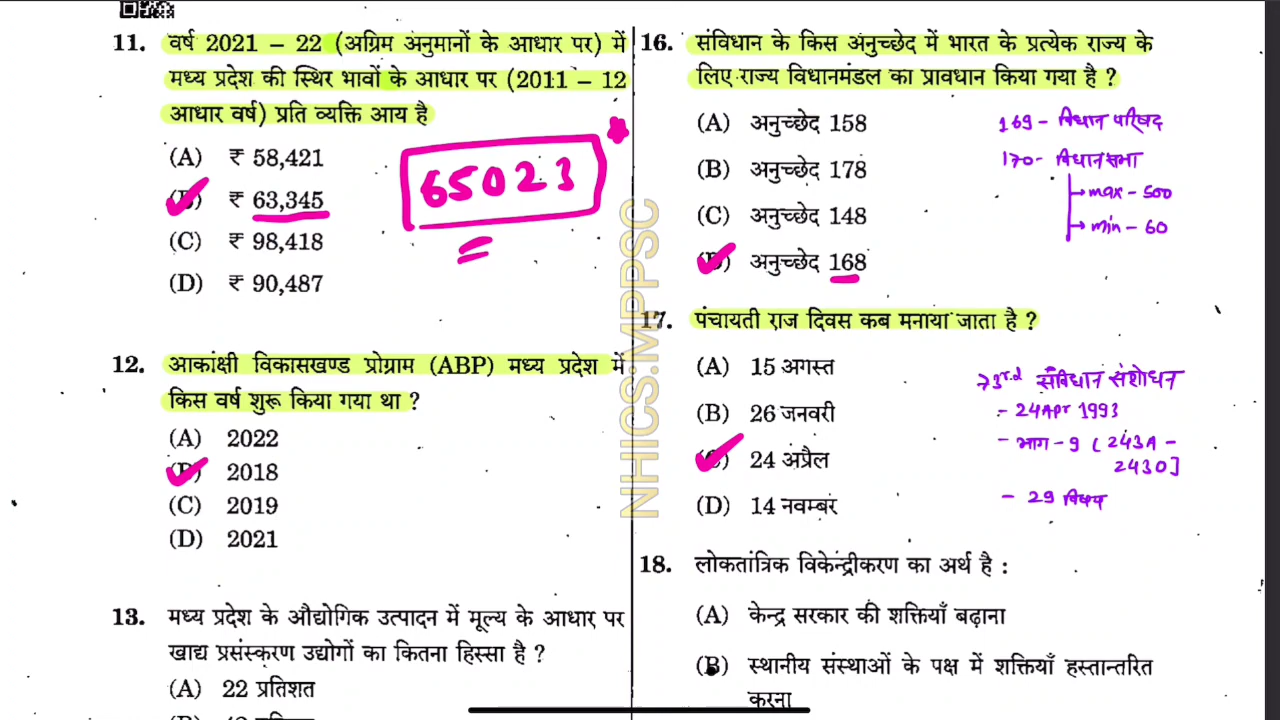 11. वर्ष 2021 – 22 (अग्रिम अनुमानों के आधार पर) में
मध्य प्रदेश की स्थिर भावों के आधार पर (2011 – 12
आधार वर्ष) प्रति व्यक्ति आय है
(A) ₹ 58,421
₹ 63,345
(C) ₹ 98,418
(D) ₹ 90,487
65023
12. आकांक्षी विकासखण्ड प्रोग्राम (ABP) मध्य प्रदेश में
किस वर्ष शुरू किया गया था ?
(A) 2022
2018
(C) 2019
(D) 2021
13. मध्य प्रदेश के औद्योगिक उत्पादन में मूल्य के आधार पर
खाद्य प्रसंस्करण उद्योगों का कितना हिस्सा है ?
(A) 22 प्रतिशत
NHICS:MPPSC
16. संविधान के किस अनुच्छेद में भारत के प्रत्येक राज्य के
लिए राज्य विधानमंडल का प्रावधान किया गया है ?
(A) अनुच्छेद 158
(B) अनुच्छेद 178
(C) अनुच्छेद 148
अनुच्छेद 168
169 - विधान परिषद
170 - विधानसभा
max - 500
min - 60
17. पंचायती राज दिवस कब मनाया जाता है ?
(A) 15 अगस्त
(B) 26 जनवरी
24 अप्रैल
(D) 14 नवम्बर
73rd संविधान संशोधन
- 24 Apr 1993
- भाग - 9 ( 243A -
243O ]
- 29 विषय
18. लोकतांत्रिक विकेन्द्रीकरण का अर्थ है :
(A) केन्द्र सरकार की शक्तियाँ बढ़ाना
(B) स्थानीय संस्थाओं के पक्ष में शक्तियाँ हस्तान्तरित
करना